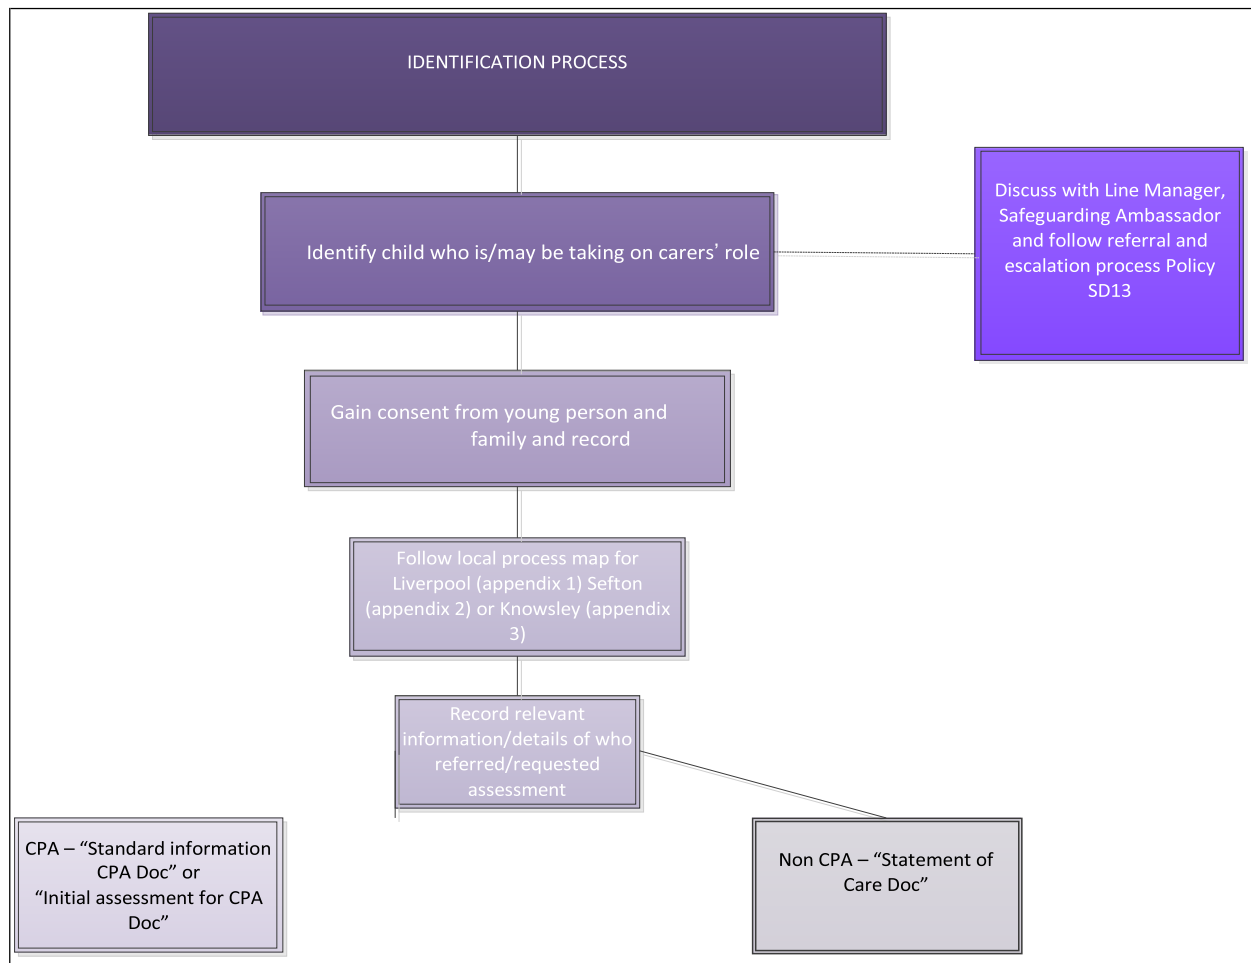 IDENTIFICATION PROCESS
Identify child who is/may be taking on carers’ role
Discuss with Line Manager,
Safeguarding Ambassador
and follow referral and
escalation process Policy
SD13
Gain consent from young person and
family and record
Follow local process map for
Liverpool (appendix 1) Sefton
(appendix 2) or Knowsley (appendix
3)
Record relevant
information/details of who
referred/requested
assessment
CPA – “Standard information
CPA Doc” or
“Initial assessment for CPA
Doc”
Non CPA – “Statement of
Care Doc”